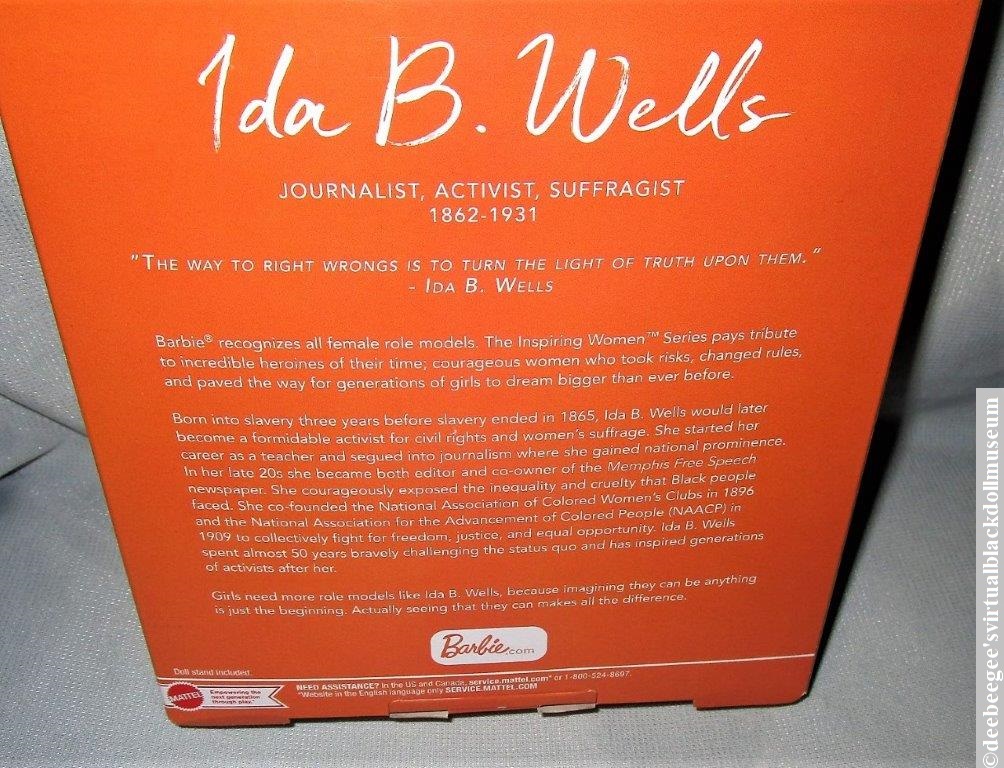 Ida B. Wells
JOURNALIST, ACTIVIST, SUFFRAGIST
1862-1931
"THE WAY TO RIGHT WRONGS IS TO TURN THE LIGHT OF TRUTH UPON THEM."
- IDA B. WELLS
Barbie® recognizes all female role models. The Inspiring Women™ Series pays tribute
to incredible heroines of their time; courageous women who took risks, changed rules,
and paved the way for generations of girls to dream bigger than ever before.
Born into slavery three years before slavery ended in 1865, Ida B. Wells would later
become a formidable activist for civil rights and women's suffrage. She started her
career as a teacher and segued into journalism where she gained national prominence.
In her late 20s she became both editor and co-owner of the Memphis Free Speech
newspaper. She courageously exposed the inequality and cruelty that Black people
faced. She co-founded the National Association of Colored Women's Clubs in 1896
and the National Association for the Advancement of Colored People (NAACP) in
1909 to collectively fight for freedom, justice, and equal opportunity. Ida B. Wells
spent almost 50 years bravely challenging the status quo and has inspired generations
of activists after her.
Girls need more role models like Ida B. Wells, because imagining they can be anything
is just the beginning. Actually seeing that they can makes all the difference.
Barbie.com
Doll stand included.
MATTEL
Empowering the
next generation
through play.™
NEED ASSISTANCE? In the US and Canada, service.mattel.com* or 1-800-524-8697.
*Website in the English language only SERVICE.MATTEL.COM
©deebeegee'svirtualblackdollmuseum